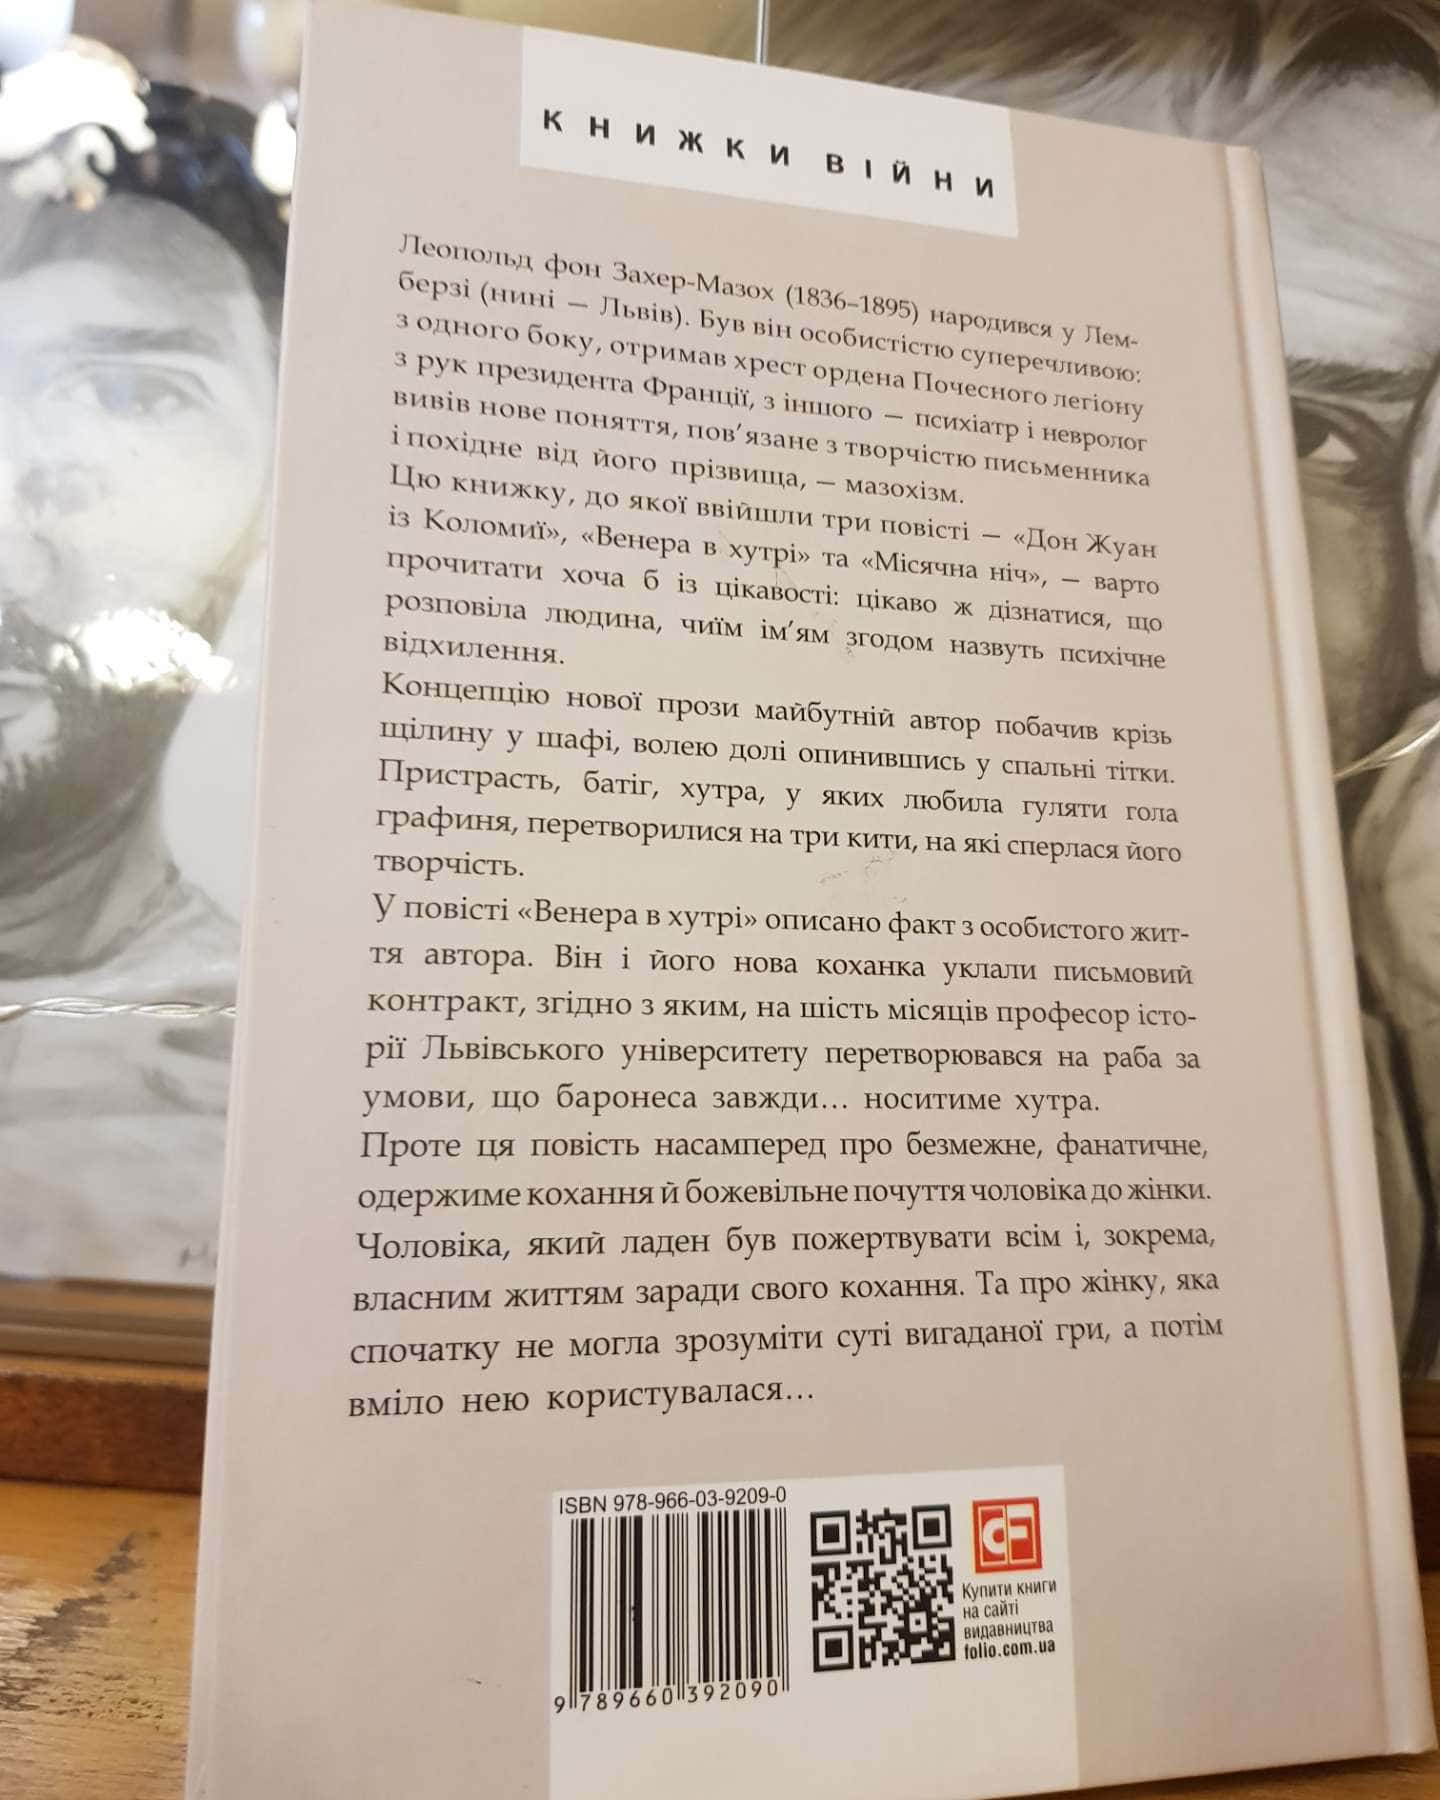 КНИЖКИ ВІЙНИ
Леопольд фон Захер-Мазох (1836–1895) народився у Лем-
берзі (нині — Львів). Був він особистістю суперечливою:
з одного боку, отримав хрест ордена Почесного легіону
з рук президента Франції, з іншого — психіатр і невролог
вивів нове поняття, пов’язане з творчістю письменника
і похідне від його прізвища, — мазохізм.
Цю книжку, до якої ввійшли три повісті — «Дон Жуан
із Коломиї», «Венера в хутрі» та «Місячна ніч», — варто
прочитати хоча б із цікавості: цікаво ж дізнатися, що
розповіла людина, чиїм ім’ям згодом назвуть психічне
відхилення.
Концепцію нової прози майбутній автор побачив крізь
щілину у шафі, волею долі опинившись у спальні тітки.
Пристрасть, батіг, хутра, у яких любила гуляти гола
графиня, перетворилися на три кити, на які сперлася його
творчість.
У повісті «Венера в хутрі» описано факт з особистого жит-
тя автора. Він і його нова коханка уклали письмовий
контракт, згідно з яким, на шість місяців професор істо-
рії Львівського університету перетворювався на раба за
умови, що баронеса завжди... носитиме хутра.
Проте ця повість насамперед про безмежне, фанатичне,
одержиме кохання й божевільне почуття чоловіка до жінки.
Чоловіка, який ладен був пожертвувати всім і, зокрема,
власним життям заради свого кохання. Та про жінку, яка
спочатку не могла зрозуміти суті вигаданої гри, а потім
вміло нею користувалася...
ISBN 978-966-03-9209-0
9 789660 392090
Купити книги
на сайті
видавництва
folio.com.ua